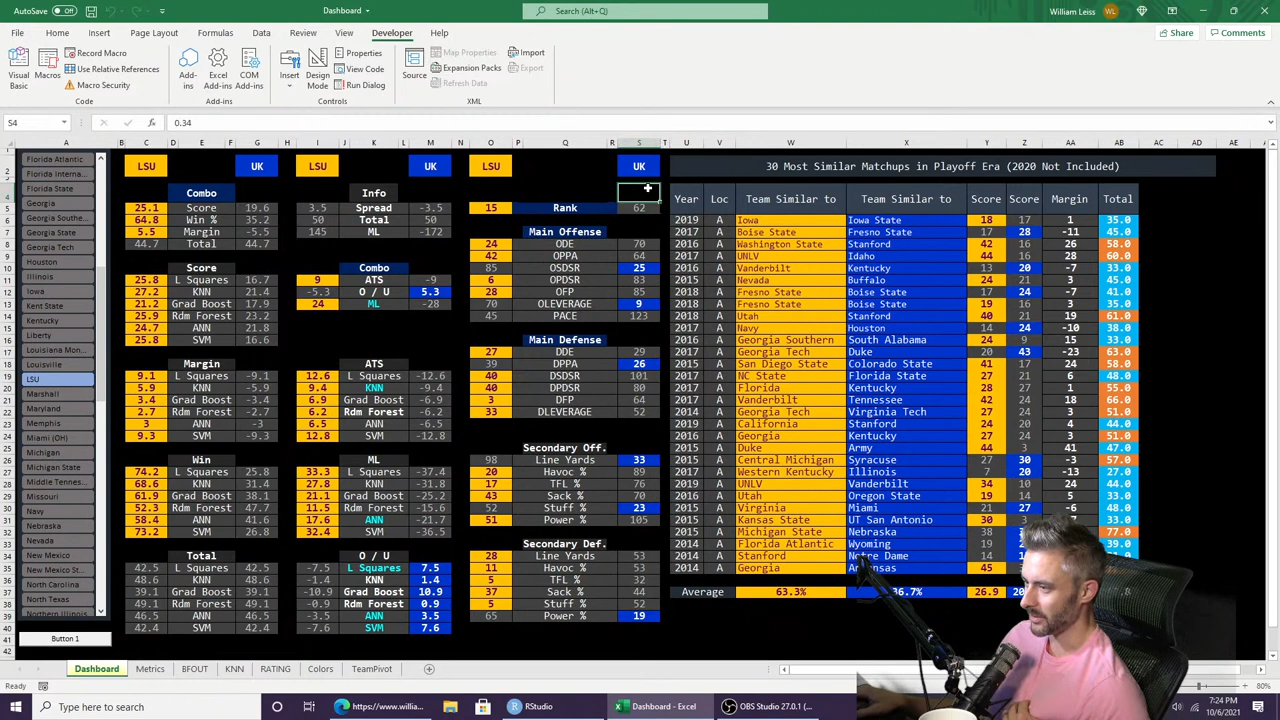 AutoSave Off Dashboard Search (Alt+Q) William Leiss WL
File Home Insert Page Layout Formulas Data Review View Developer Help Share Comments
Visual Basic Macros Record Macro Use Relative References Macro Security Code
Add-ins Excel Add-ins COM Add-ins Add-ins
Insert Design Mode Properties View Code Run Dialog Controls
Source Map Properties Expansion Packs Refresh Data Import Export XML
S4 0.34
A B C D E F G H I J K L M N O P Q R S T U V W X Y Z AA AB AC AD AE AF
Florida Atlantic
Florida Interna...
Florida State
Georgia
Georgia Southe...
Georgia State
Georgia Tech
Houston
Illinois
Iowa
Kent State
Kentucky
Liberty
Louisiana Mon...
Louisville
LSU
Marshall
Maryland
Memphis
Miami (OH)
Michigan
Michigan State
Middle Tennes...
Missouri
Navy
Nebraska
Nevada
New Mexico
New Mexico State
North Carolina
North Texas
Northern Illinois
Button 1
LSU UK
Combo
25.1 Score 19.6
64.8 Win % 35.2
5.5 Margin -5.5
44.7 Total 44.7
Score
25.8 L Squares 16.7
27.2 KNN 21.4
21.2 Grad Boost 17.9
25.9 Rdm Forest 23.2
24.7 ANN 21.8
25.8 SVM 16.6
Margin
9.1 L Squares -9.1
5.9 KNN -5.9
3.4 Grad Boost -3.4
2.7 Rdm Forest -2.7
3 ANN -3
9.3 SVM -9.3
Win
74.2 L Squares 25.8
68.6 KNN 31.4
61.9 Grad Boost 38.1
52.3 Rdm Forest 47.7
58.4 ANN 41.6
73.2 SVM 26.8
Total
42.5 L Squares 42.5
48.6 KNN 48.6
39.1 Grad Boost 39.1
49.1 Rdm Forest 49.1
46.5 ANN 46.5
42.4 SVM 42.4
LSU UK
Info
3.5 Spread -3.5
50 Total 50
145 ML -172
Combo
9 ATS -9
-5.3 O / U 5.3
24 ML -28
ATS
12.6 L Squares -12.6
9.4 KNN -9.4
6.9 Grad Boost -6.9
6.2 Rdm Forest -6.2
6.5 ANN -6.5
12.8 SVM -12.8
ML
33.3 L Squares -37.4
27.8 KNN -31.8
21.1 Grad Boost -25.2
11.5 Rdm Forest -15.6
17.6 ANN -21.7
32.4 SVM -36.5
O / U
-7.5 L Squares 7.5
-1.4 KNN 1.4
-10.9 Grad Boost 10.9
-0.9 Rdm Forest 0.9
-3.5 ANN 3.5
-7.6 SVM 7.6
LSU UK
15 Rank 62
Main Offense
24 ODE 70
42 OPPA 64
85 OSDSR 25
6 OPDSR 83
28 OFP 85
70 OLEVERAGE 9
45 PACE 123
Main Defense
27 DDE 29
39 DPPA 26
40 DSDSR 101
40 DPDSR 80
3 DFP 64
33 DLEVERAGE 52
Secondary Off.
98 Line Yards 33
20 Havoc % 89
17 TFL % 76
43 Sack % 70
52 Stuff % 23
51 Power % 105
Secondary Def.
28 Line Yards 53
11 Havoc % 53
5 TFL % 32
37 Sack % 44
5 Stuff % 52
65 Power % 19
30 Most Similar Matchups in Playoff Era (2020 Not Included)
Year Loc Team Similar to Team Similar to Score Score Margin Total
2019 A Iowa Iowa State 18 17 1 35.0
2017 A Boise State Fresno State 17 28 -11 45.0
2016 A Washington State Stanford 42 16 26 58.0
2017 A UNLV Idaho 44 16 28 60.0
2018 A Vanderbilt Kentucky 13 20 -7 33.0
2015 A Nevada Buffalo 24 21 3 45.0
2018 A Fresno State Boise State 17 24 -7 41.0
2018 A Fresno State Boise State 19 16 3 35.0
2018 A Utah Stanford 40 21 19 61.0
2017 A Navy Houston 14 24 -10 38.0
2016 A Georgia Southern South Alabama 24 9 15 33.0
2017 A Georgia Tech Duke 20 43 -23 63.0
2015 A San Diego State Colorado State 41 17 24 58.0
2017 A NC State Florida State 27 21 6 48.0
2017 A Florida Kentucky 28 27 1 55.0
2017 A Vanderbilt Tennessee 42 24 18 66.0
2014 A Georgia Tech Virginia Tech 27 24 3 51.0
2019 A California Stanford 24 20 4 44.0
2016 A Georgia Kentucky 27 24 3 51.0
2015 A Duke Army 44 3 41 47.0
2015 A Central Michigan Syracuse 27 30 -3 57.0
2017 A Western Kentucky Illinois 7 20 -13 27.0
2019 A UNLV Vanderbilt 34 10 24 44.0
2016 A Utah Oregon State 19 14 5 33.0
2015 A Virginia Miami 21 27 -6 48.0
2015 A Kansas State UT San Antonio 30
2015 A Michigan State Nebraska 38 77.0
2014 A Florida Atlantic Wyoming 19
2014 A Stanford Notre Dame 14
2014 A Georgia Arkansas 45
Average 63.3% 26.9
Dashboard Metrics BFOUT KNN RATING Colors TeamPivot
Ready 80%
Type here to search https://www.willia... RStudio Dashboard - Excel OBS Studio 27.0.1 7:24 PM 10/6/2021